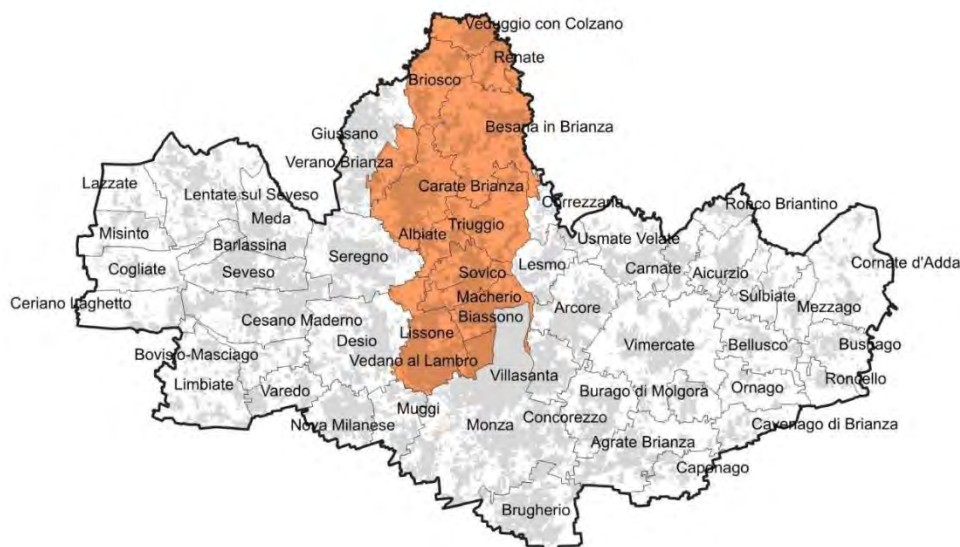 Veduggio con Colzano
Renate
Briosco
Besana in Brianza
Giussano
Verano Brianza
Carate Brianza
Lazzate
Lentate sul Seveso
Correzzana
Ronco Briantino
Meda
Misinto
Albiate
Triuggio
Usmate Velate
Barlassina
Seregno
Lesmo
Carnate
Aicurzio
Cornate d'Adda
Cogliate
Seveso
Sovico
Sulbiate
Mezzago
Ceriano Laghetto
Macherio
Arcore
Cesano Maderno
Biassono
Lissone
Desio
Vimercate
Bellusco
Busnago
Bovisio-Masciago
Vedano al Lambro
Villasanta
Limbiate
Varedo
Burago di Molgora
Ornago
Roncello
Muggi
Nova Milanese
Monza
Concorezzo
Cavenago di Brianza
Agrate Brianza
Caponago
Brugherio